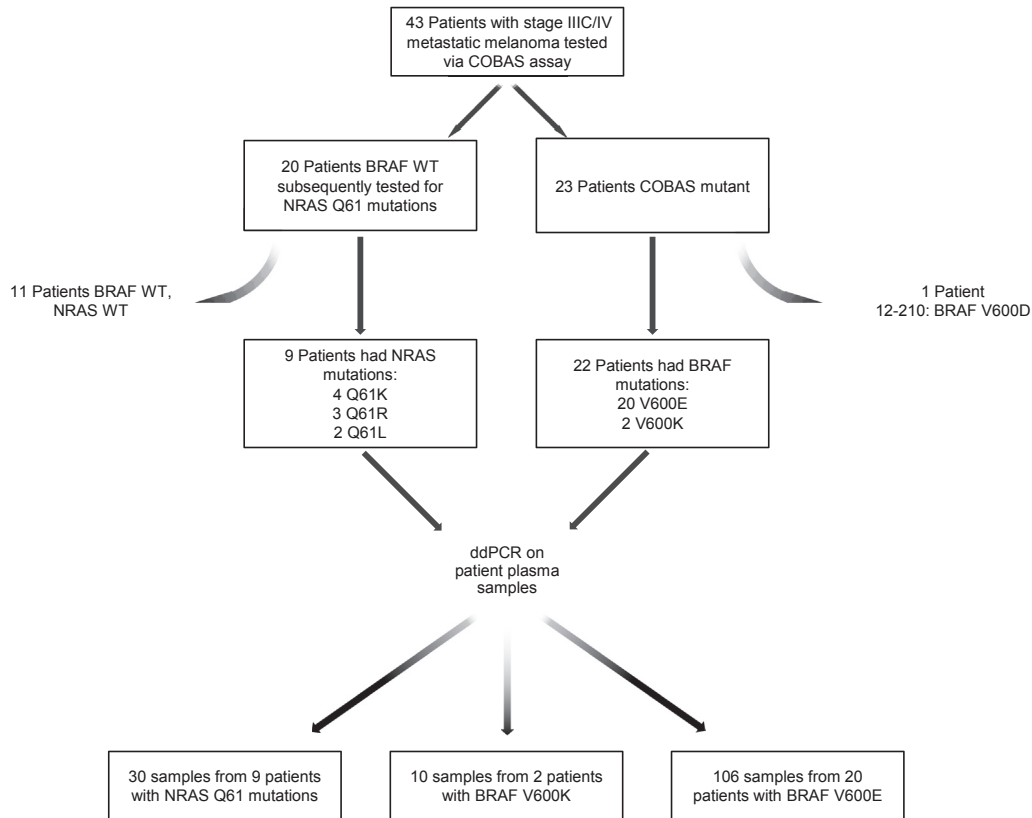 43 Patients with stage IIIC/IV
metastatic melanoma tested
via COBAS assay
20 Patients BRAF WT
subsequently tested for
NRAS Q61 mutations
23 Patients COBAS mutant
11 Patients BRAF WT,
NRAS WT
1 Patient
12-210: BRAF V600D
9 Patients had NRAS
mutations:
4 Q61K
3 Q61R
2 Q61L
22 Patients had BRAF
mutations:
20 V600E
2 V600K
ddPCR on
patient plasma
samples
30 samples from 9 patients
with NRAS Q61 mutations
10 samples from 2 patients
with BRAF V600K
106 samples from 20
patients with BRAF V600E